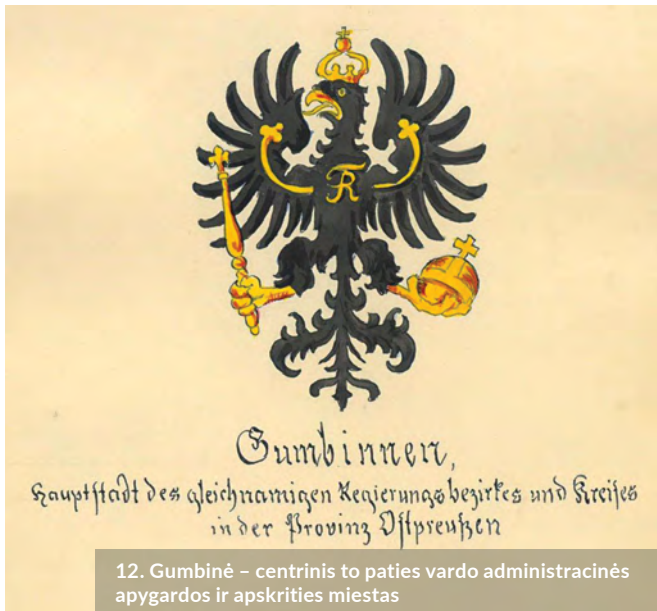 FR
Gumbinnen,
Hauptstadt des gleichnamigen Regierungsbezirkes und Kreises
in der Provinz Ostpreußen
12. Gumbinė – centrinis to paties vardo administracinės
apygardos ir apskrities miestas